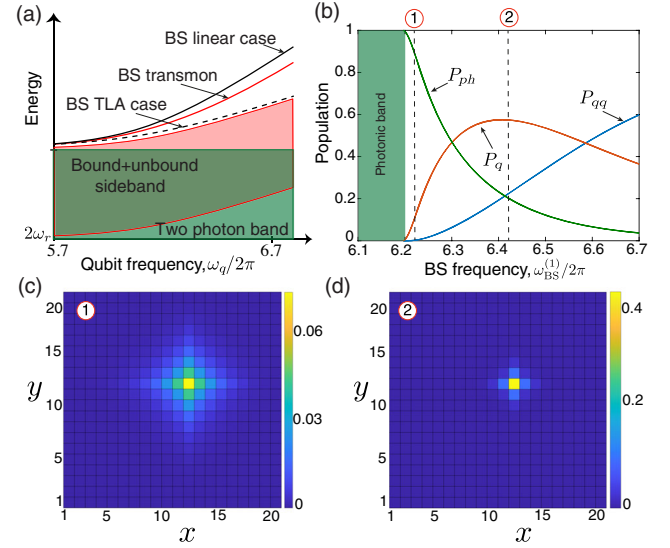 (a)
BS linear case
BS transmon
BS TLA case
Energy
Bound+unbound
sideband
Two photon band
2ω_r
5.7
6.7
Qubit frequency, ω_q/2π
(b)
1
2
Population
1
0.8
0.6
0.4
0.2
0
Photonic band
P_ph
P_q
P_qq
6.1
6.2
6.3
6.4
6.5
6.6
6.7
BS frequency, ω_BS^(1)/2π
(c)
1
y
20
15
10
5
1
1
5
10
15
20
x
0.06
0.03
0
(d)
2
y
20
15
10
5
1
1
5
10
15
20
x
0.4
0.2
0